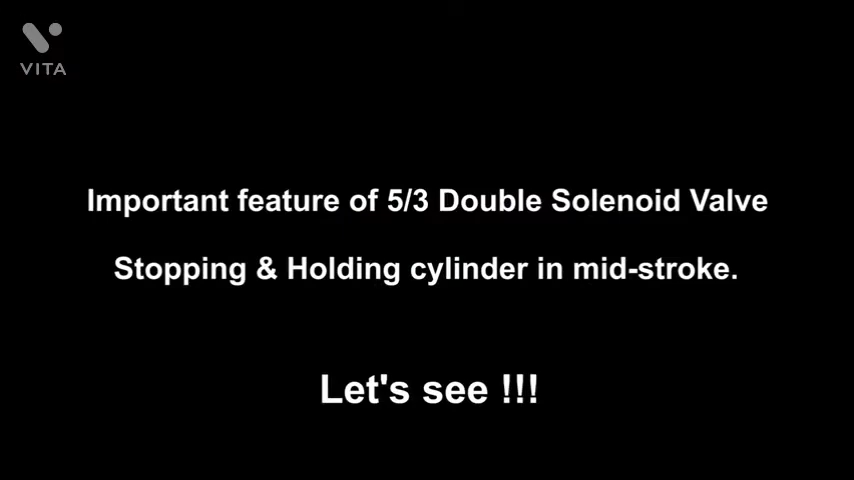 VITA
Important feature of 5/3 Double Solenoid Valve
Stopping & Holding cylinder in mid-stroke.
Let's see !!!